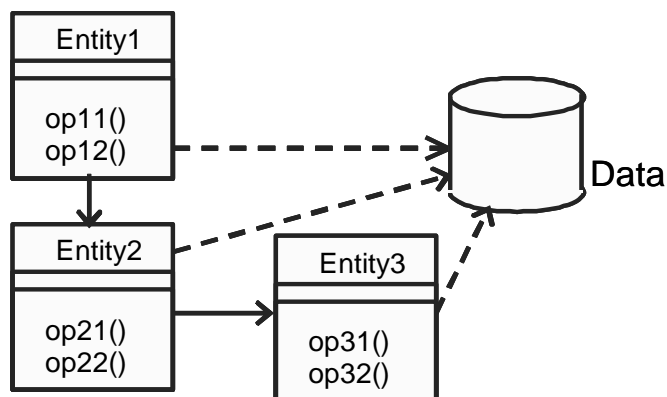 Entity1
op11()
op12()
Data
Entity2
op21()
op22()
Entity3
op31()
op32()